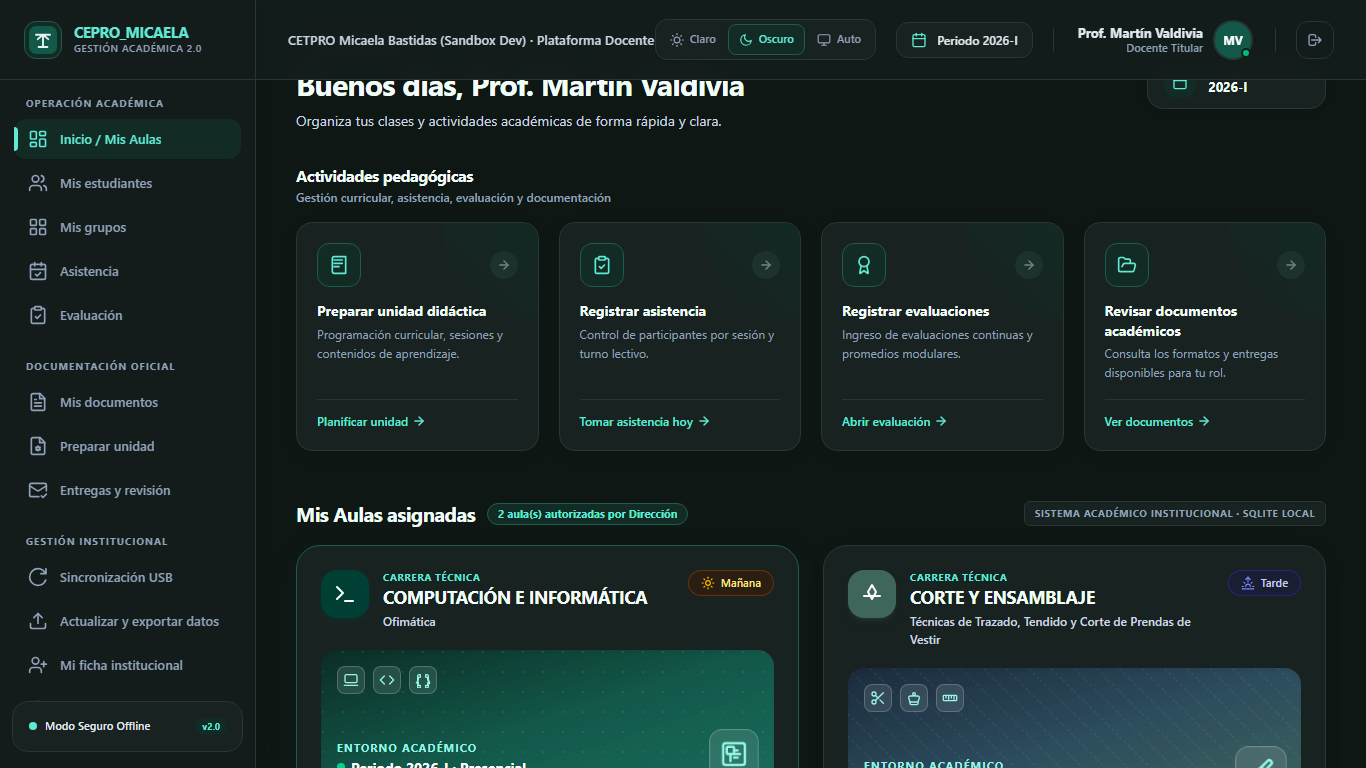 CEPRO_MICAELA
GESTIÓN ACADÉMICA 2.0
CETPRO Micaela Bastidas (Sandbox Dev) · Plataforma Docente
Claro
Oscuro
Auto
Periodo 2026-I
Prof. Martín Valdivia
Docente Titular
MV
OPERACIÓN ACADÉMICA
Inicio / Mis Aulas
Mis estudiantes
Mis grupos
Asistencia
Evaluación
DOCUMENTACIÓN OFICIAL
Mis documentos
Preparar unidad
Entregas y revisión
GESTIÓN INSTITUCIONAL
Sincronización USB
Actualizar y exportar datos
Mi ficha institucional
Modo Seguro Offline
v2.0
Buenos días, Prof. Martín Valdivia
Organiza tus clases y actividades académicas de forma rápida y clara.
2026-I
Actividades pedagógicas
Gestión curricular, asistencia, evaluación y documentación
Preparar unidad didáctica
Programación curricular, sesiones y
contenidos de aprendizaje.
Planificar unidad →
Registrar asistencia
Control de participantes por sesión y
turno lectivo.
Tomar asistencia hoy →
Registrar evaluaciones
Ingreso de evaluaciones continuas y
promedios modulares.
Abrir evaluación →
Revisar documentos
académicos
Consulta los formatos y entregas
disponibles para tu rol.
Ver documentos →
Mis Aulas asignadas
2 aula(s) autorizadas por Dirección
SISTEMA ACADÉMICO INSTITUCIONAL · SQLITE LOCAL
CARRERA TÉCNICA
COMPUTACIÓN E INFORMÁTICA
Ofimática
Mañana
ENTORNO ACADÉMICO
Periodo 2026-I · Presencial
CARRERA TÉCNICA
CORTE Y ENSAMBLAJE
Técnicas de Trazado, Tendido y Corte de Prendas de
Vestir
Tarde
ENTORNO ACADÉMICO